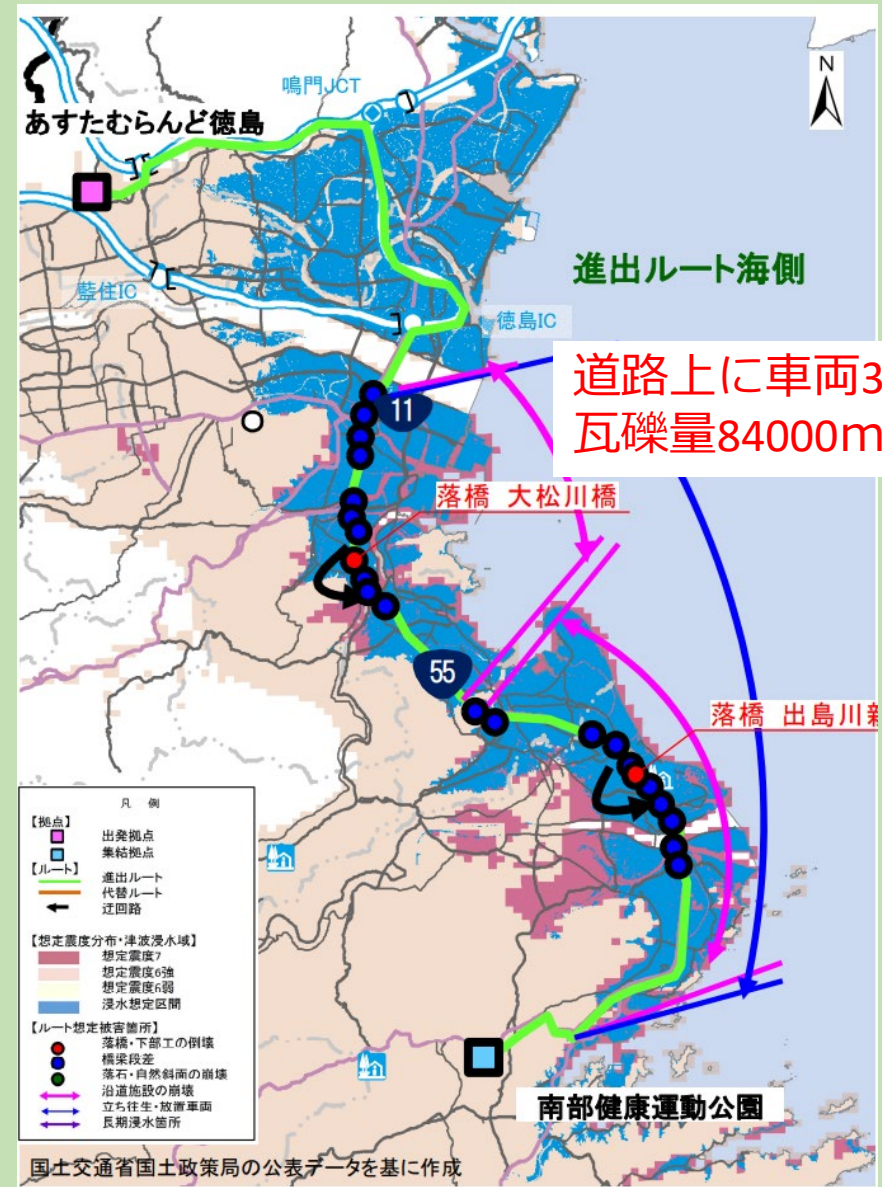 鳴門JCT
N
あすたむらんど徳島
進出ルート海側
藍住IC
徳島IC
道路上に車両3
瓦礫量84000m
11
落橋 大松川橋
55
落橋 出島川新
凡 例
【拠点】
出発拠点
集結拠点
【ルート】
進出ルート
代替ルート
迂回路
【想定震度分布・津波浸水域】
想定震度7
想定震度6強
想定震度6弱
浸水想定区間
【ルート想定被害箇所】
落橋・下部工の倒壊
橋梁段差
落石・自然斜面の崩壊
沿道施設の崩壊
立ち往生・放置車両
長期浸水箇所
南部健康運動公園
国土交通省国土政策局の公表データを基に作成